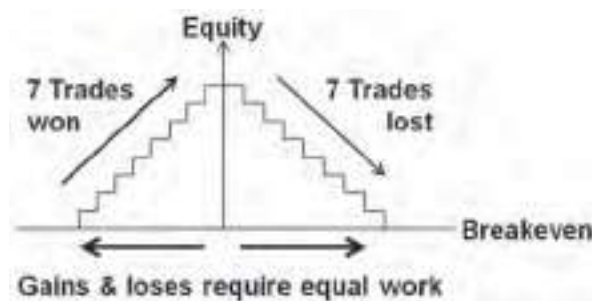 Equity
7 Trades
won
7 Trades
lost
Breakeven
Gains & loses require equal work